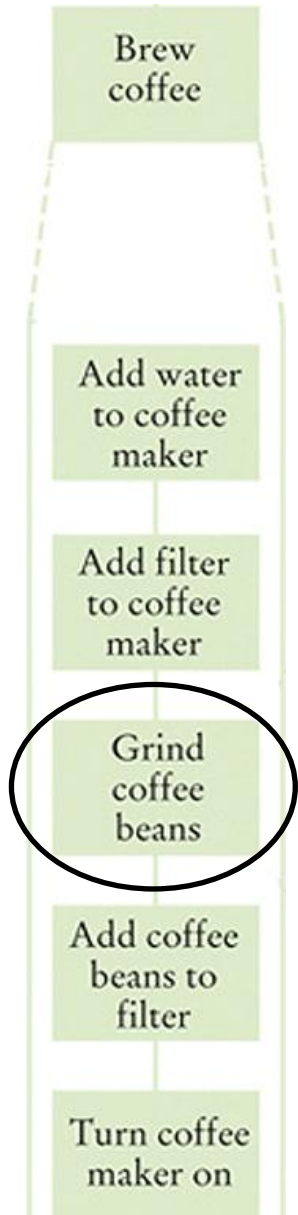 Brew
coffee
Add water
to coffee
maker
Add filter
to coffee
maker
Grind
coffee
beans
Add coffee
beans to
filter
Turn coffee
maker on